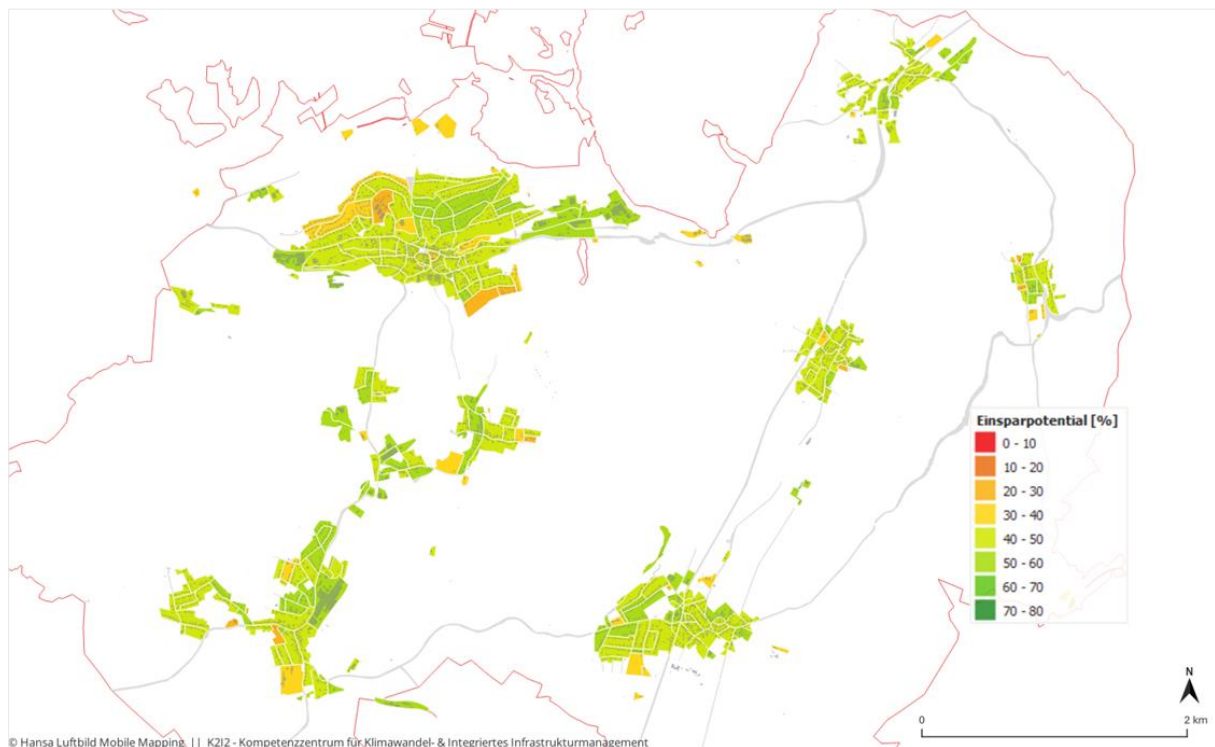 Einsparpotential [%]
0 - 10
10 - 20
20 - 30
30 - 40
40 - 50
50 - 60
60 - 70
70 - 80
N
0 2 km
© Hansa Luftbild Mobile Mapping || K2I2 - Kompetenzzentrum für Klimawandel- & Integriertes Infrastrukturmanagement